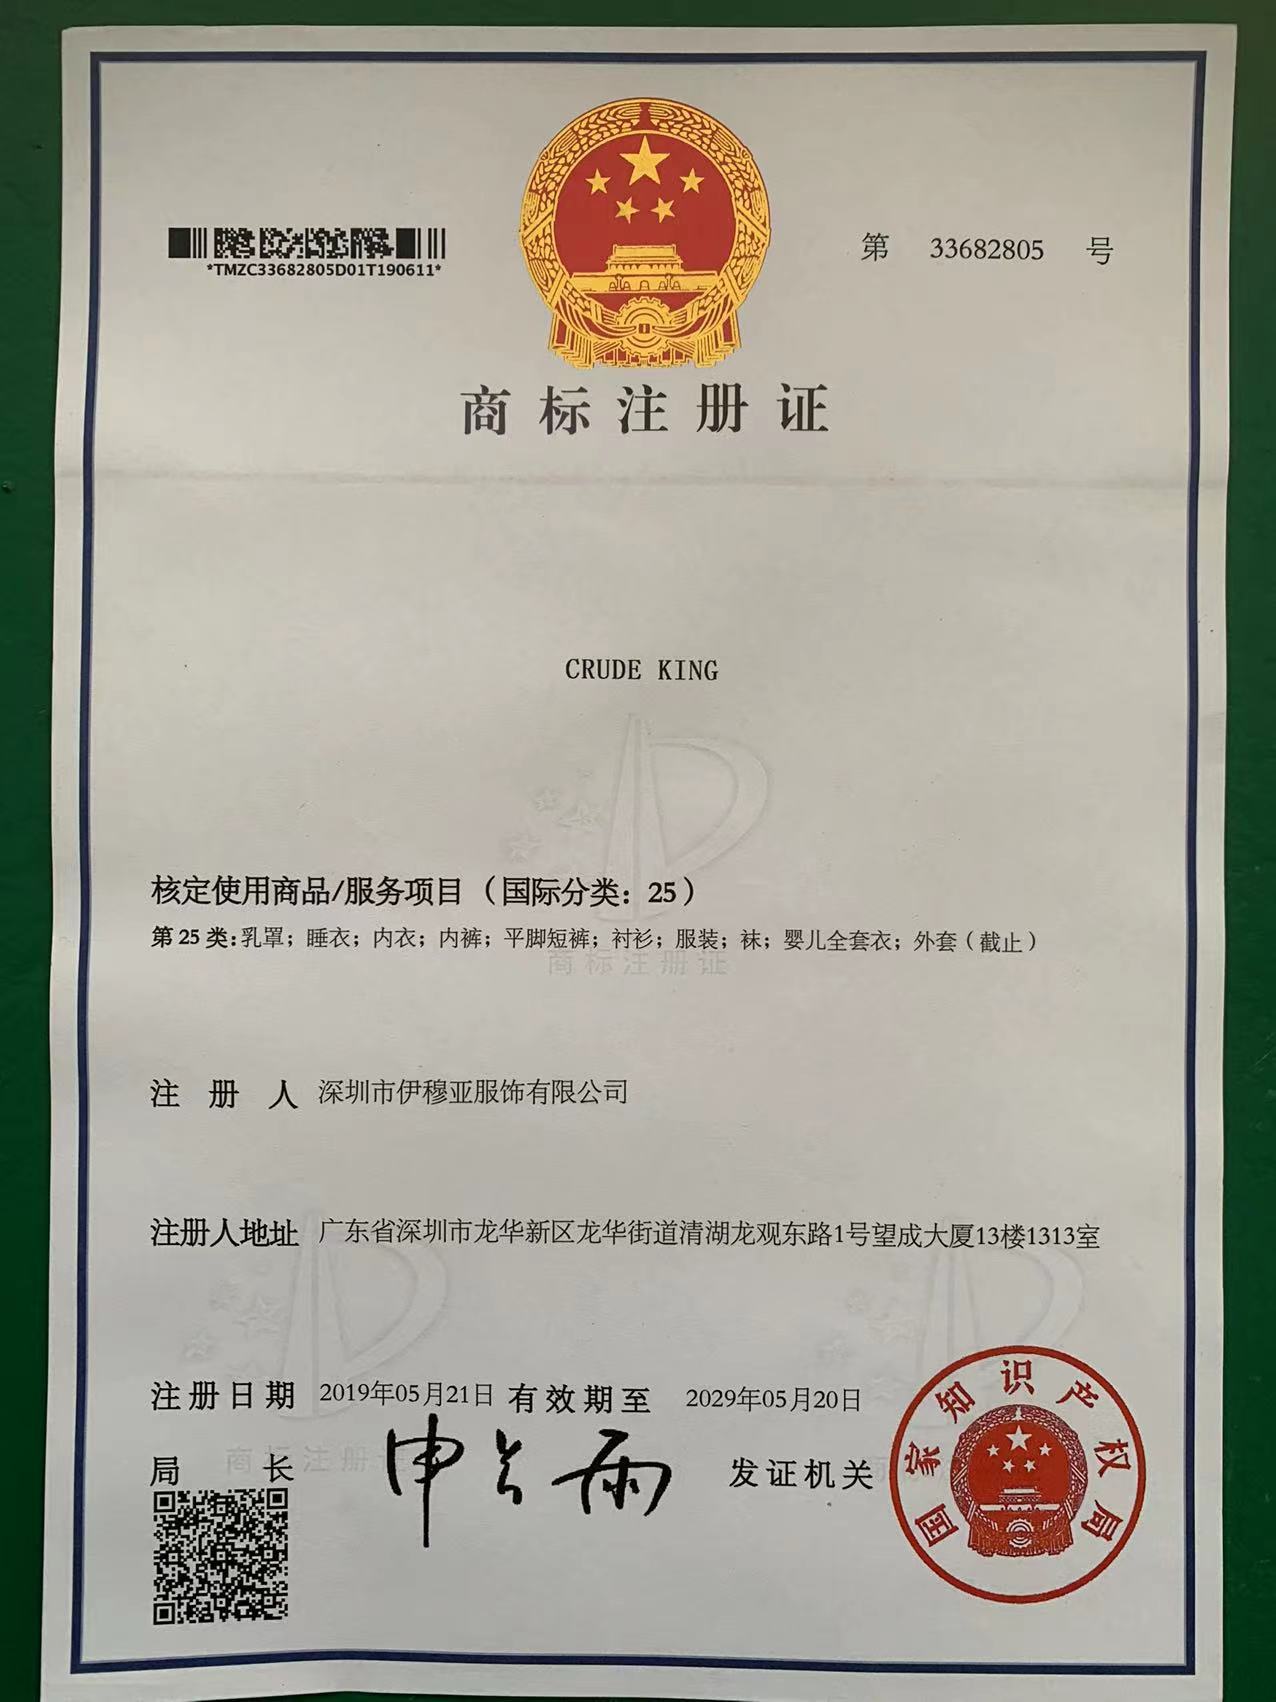 *TMZC33682805D01T190611*
第 33682805 号
商标注册证
CRUDE KING
核定使用商品/服务项目（国际分类：25）
第25类：乳罩；睡衣；内衣；内裤；平脚短裤；衬衫；服装；袜；婴儿全套衣；外套（截止）
商标注册证
注册人 深圳市伊穆亚服饰有限公司
注册人地址 广东省深圳市龙华新区龙华街道清湖龙观东路1号望成大厦13楼1313室
注册日期 2019年05月21日 有效期至 2029年05月20日
商标注册证
局长 申长雨 发证机关
国家知识产权局